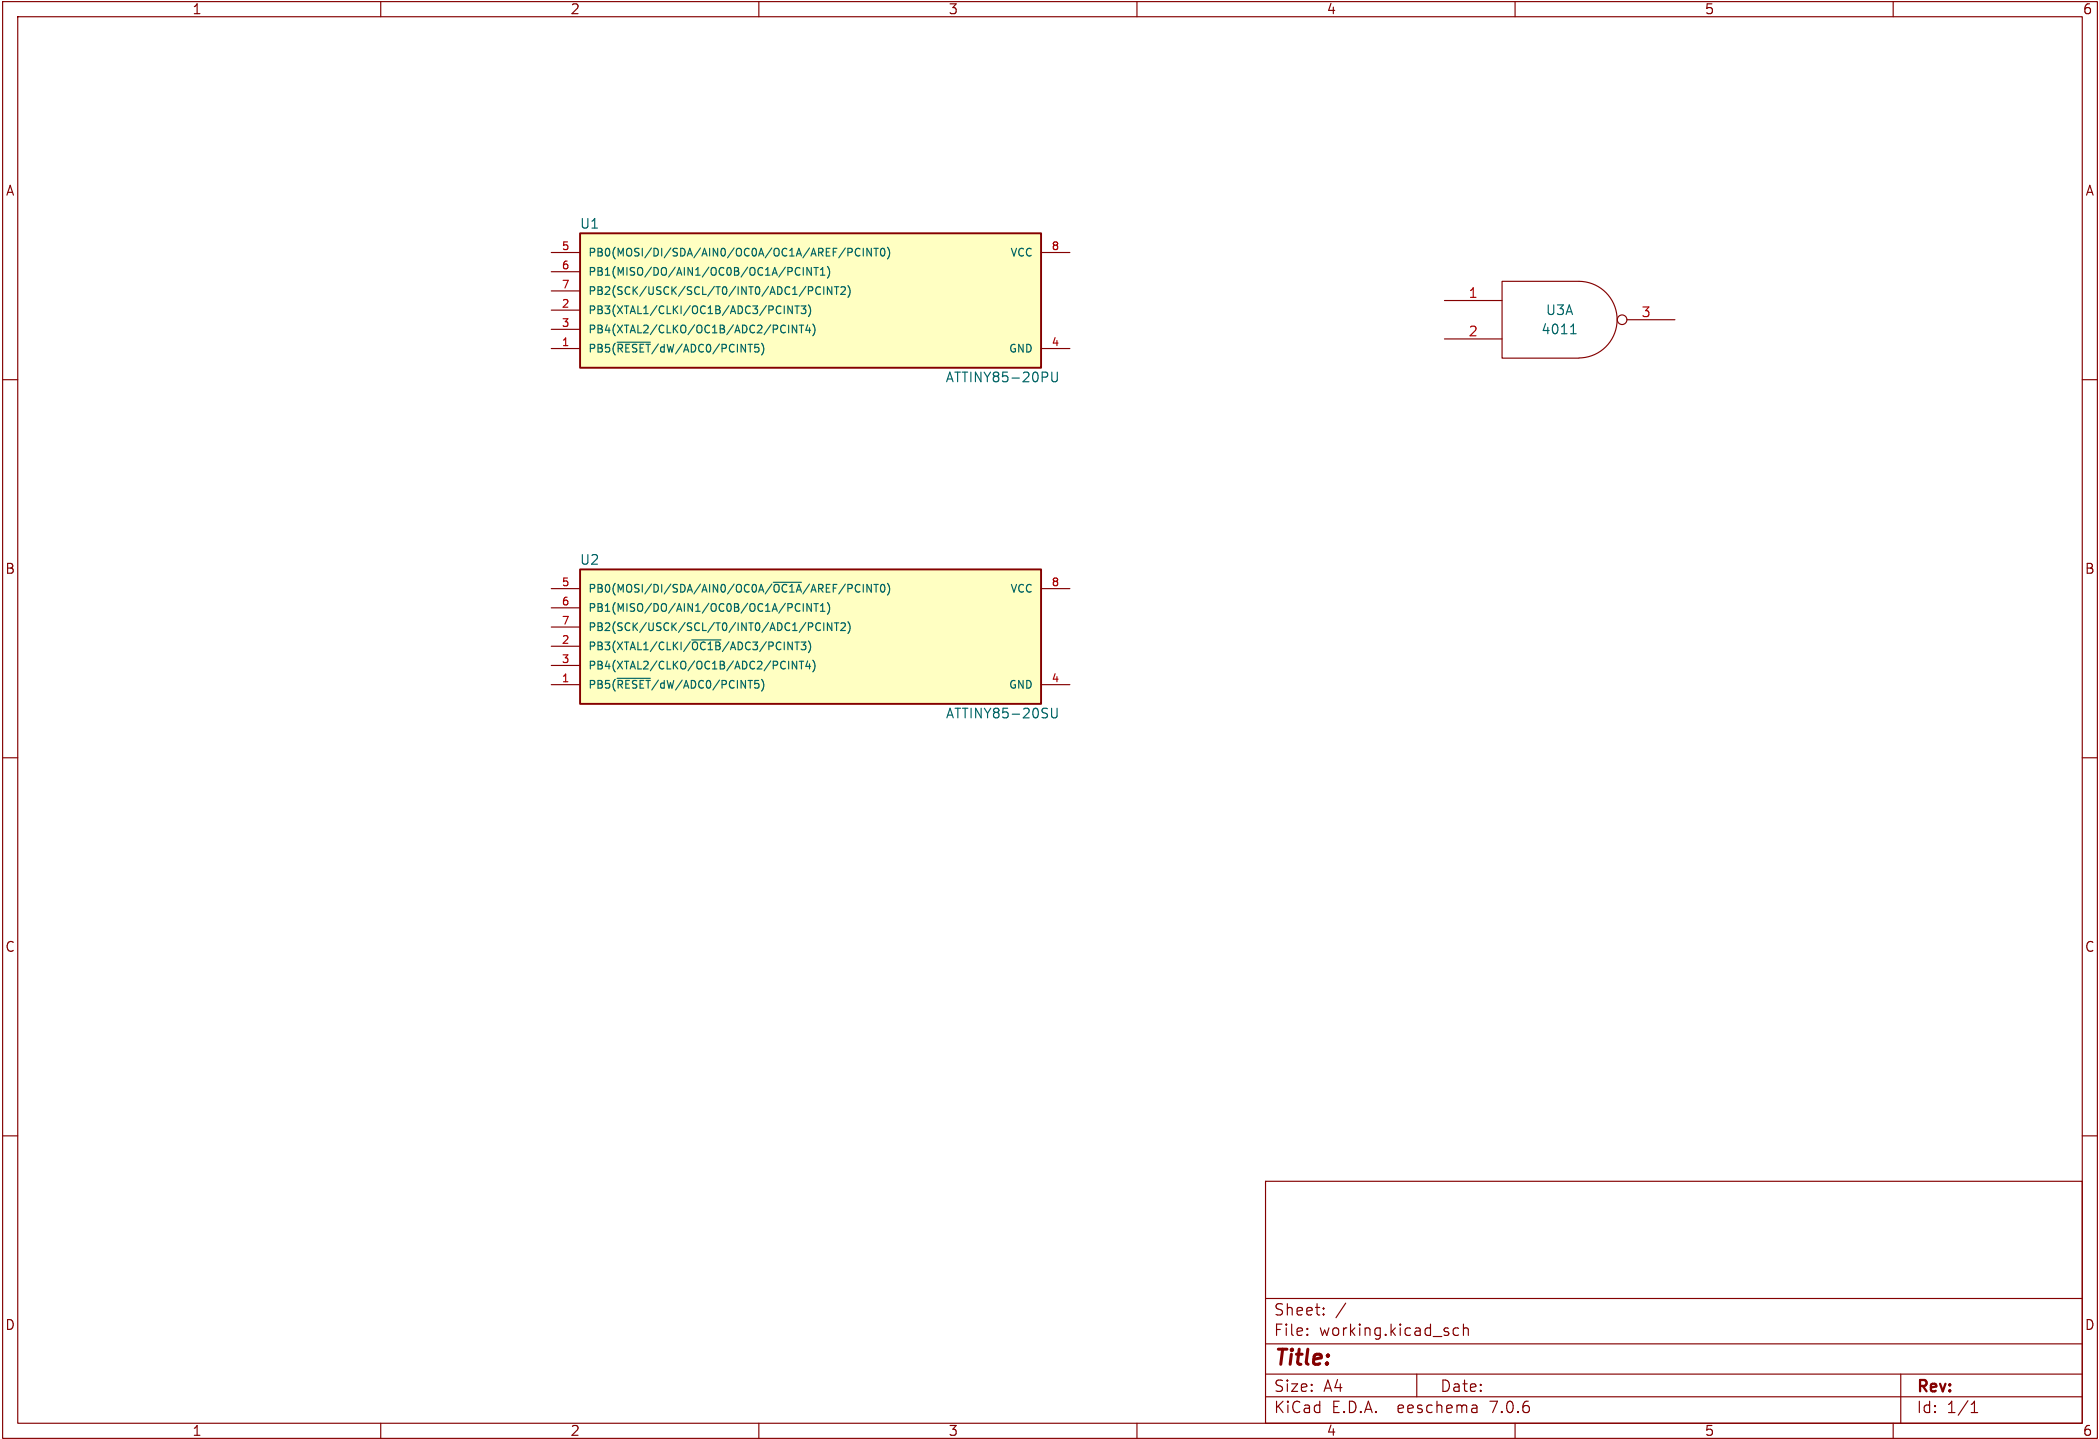 1 2 3 4 5 6
A A
U1
5 PB0(MOSI/DI/SDA/AIN0/OC0A/OC1A/AREF/PCINT0) VCC 8
6 PB1(MISO/DO/AIN1/OC0B/OC1A/PCINT1)
7 PB2(SCK/USCK/SCL/T0/INT0/ADC1/PCINT2)
2 PB3(XTAL1/CLKI/OC1B/ADC3/PCINT3)
3 PB4(XTAL2/CLKO/OC1B/ADC2/PCINT4)
1 PB5(R̅E̅S̅E̅T̅/dW/ADC0/PCINT5) GND 4
ATTINY85-20PU
1
U3A 3
2 4011
B B
U2
5 PB0(MOSI/DI/SDA/AIN0/OC0A/O̅C̅1̅A̅/AREF/PCINT0) VCC 8
6 PB1(MISO/DO/AIN1/OC0B/OC1A/PCINT1)
7 PB2(SCK/USCK/SCL/T0/INT0/ADC1/PCINT2)
2 PB3(XTAL1/CLKI/O̅C̅1̅B̅/ADC3/PCINT3)
3 PB4(XTAL2/CLKO/OC1B/ADC2/PCINT4)
1 PB5(R̅E̅S̅E̅T̅/dW/ADC0/PCINT5) GND 4
ATTINY85-20SU
C C
D D
Sheet: /
File: working.kicad_sch
Title:
Size: A4 Date: Rev:
KiCad E.D.A. eeschema 7.0.6 Id: 1/1
1 2 3 4 5 6